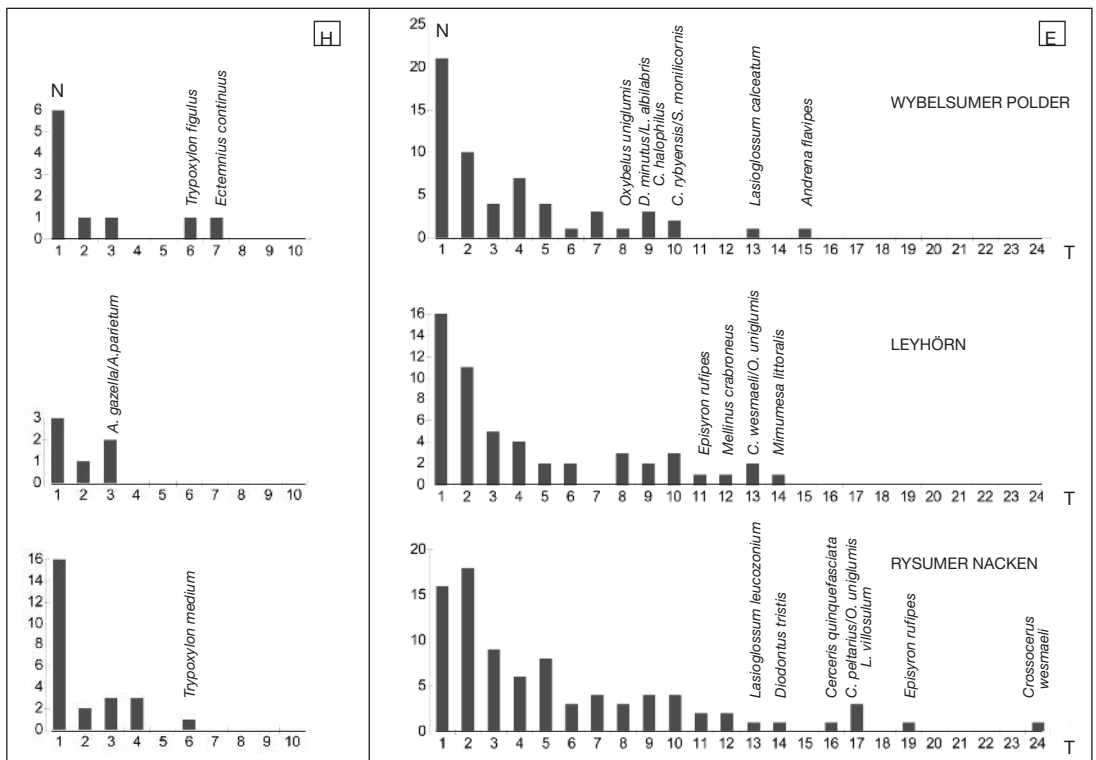 H
N
6
5
4
3
2
1
0
Trypoxylon figulus
Ectemnius continuus
1 2 3 4 5 6 7 8 9 10
3
2
1
0
A. gazella/A.parietum
1 2 3 4 5 6 7 8 9 10
16
14
12
10
8
6
4
2
0
Trypoxylon medium
1 2 3 4 5 6 7 8 9 10
E
N
WYBELSUMER POLDER
25
20
15
10
5
0
Oxybelus uniglumis
D. minutus/L. albilabris
C. halophilus
C. rybyensis/S. monilicornis
Lasioglossum calceatum
Andrena flavipes
1 2 3 4 5 6 7 8 9 10 11 12 13 14 15 16 17 18 19 20 21 22 23 24 T
LEYHÖRN
16
14
12
10
8
6
4
2
0
Episyron rufipes
Mellinus crabroneus
C. wesmaeli/O. uniglumis
Mimumesa littoralis
1 2 3 4 5 6 7 8 9 10 11 12 13 14 15 16 17 18 19 20 21 22 23 24 T
RYSUMER NACKEN
20
15
10
5
0
Lasioglossum leucozonium
Diodontus tristis
Cerceris quinquefasciata
C. peltarius/O. uniglumis
L. villosulum
Episyron rufipes
Crossocerus
wesmaeli
1 2 3 4 5 6 7 8 9 10 11 12 13 14 15 16 17 18 19 20 21 22 23 24 T